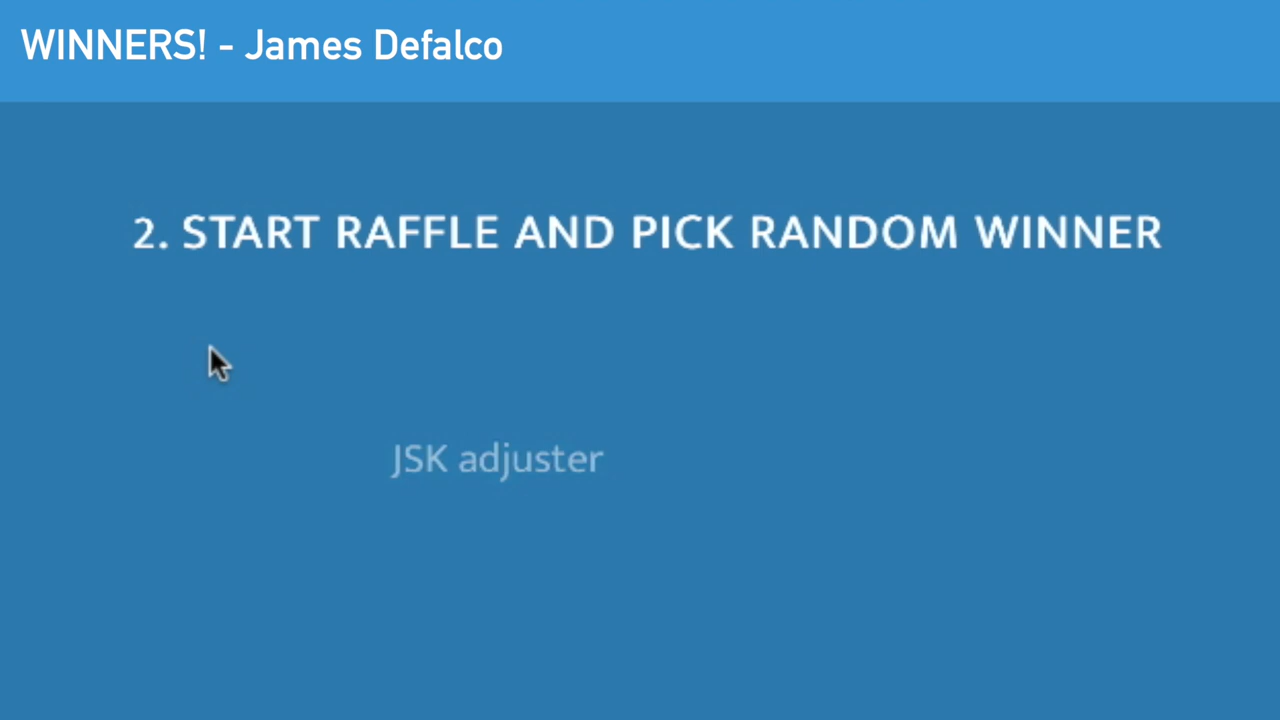 WINNERS! - James Defalco
2. START RAFFLE AND PICK RANDOM WINNER
JSK adjuster